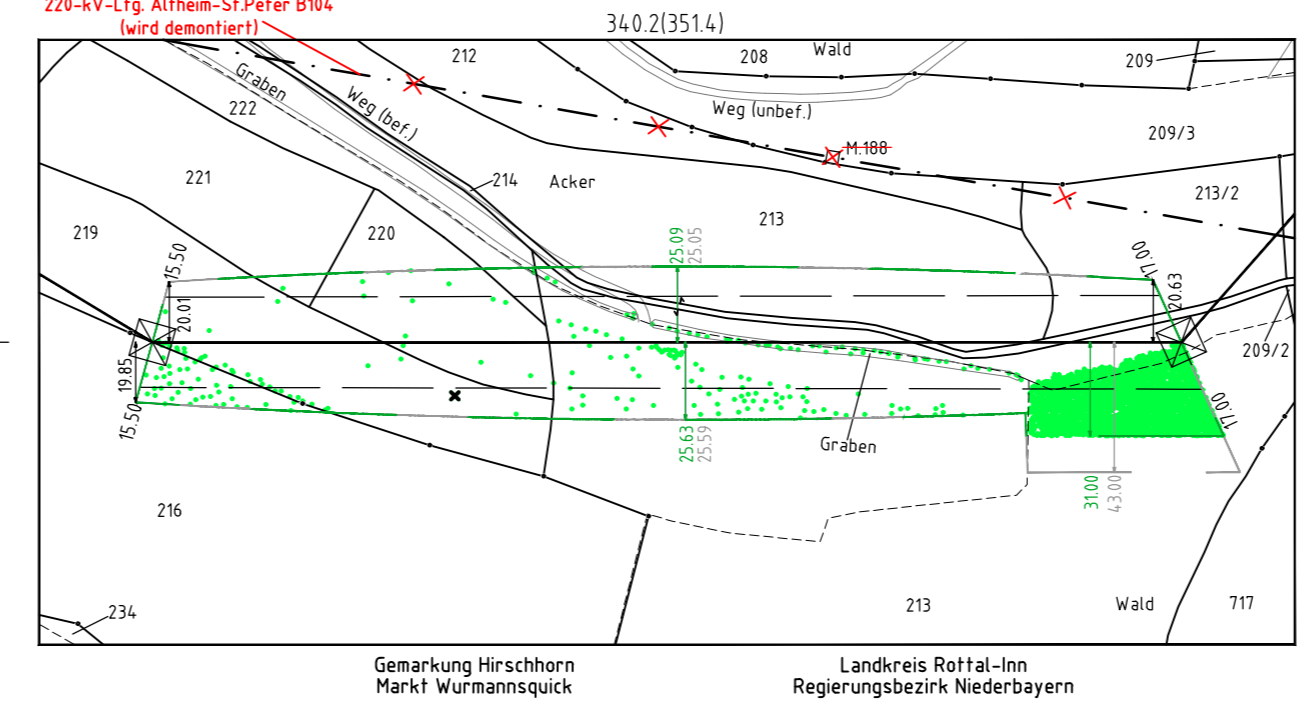 220-kV-Ltg. Altheim-St.Peter B104
(wird demontiert)
340.2(351.4)
212
208
Wald
209
Graben
222
Weg (bef.)
Weg (unbef.)
209/3
M.188
221
214
Acker
213
213/2
219
220
15.50
25.09
25.05
17.00
20.63
20.01
19.85
15.50
209/2
17.00
25.63
25.59
Graben
31.00
43.00
216
234
213
Wald
717
Gemarkung Hirschhorn
Markt Wurmannsquick
Landkreis Rottal-Inn
Regierungsbezirk Niederbayern